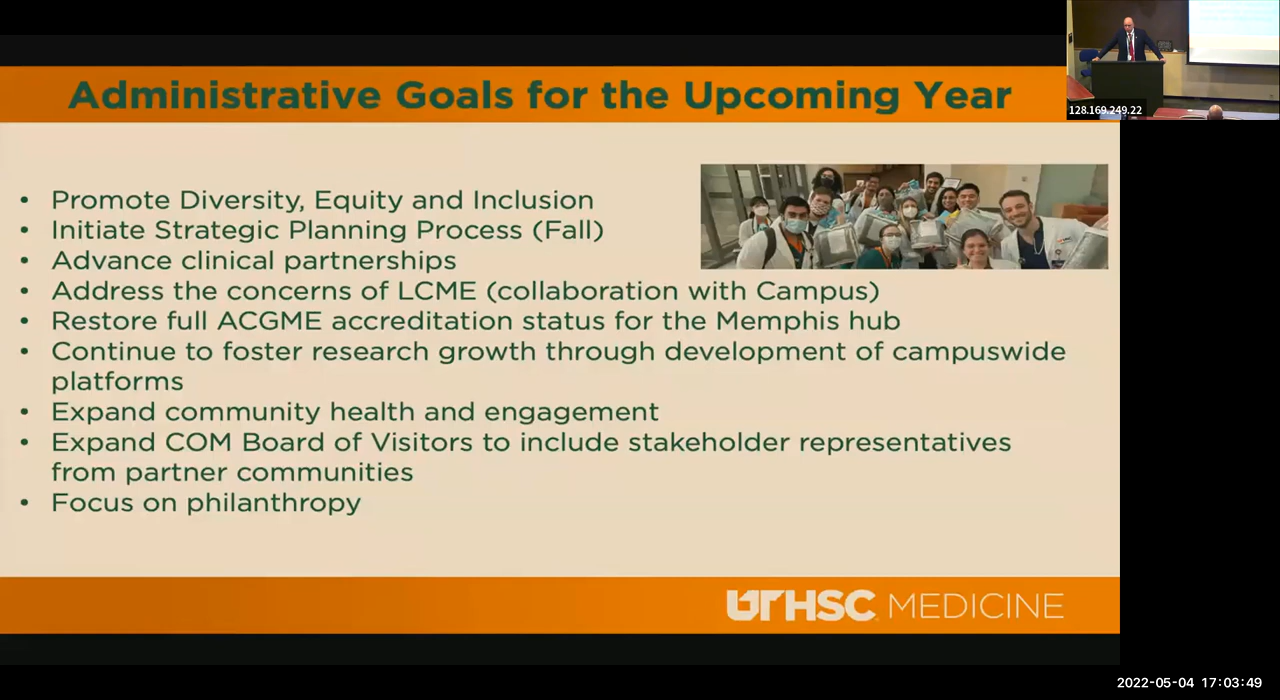 Administrative Goals for the Upcoming Year
128.169.249.22
• Promote Diversity, Equity and Inclusion
• Initiate Strategic Planning Process (Fall)
• Advance clinical partnerships
• Address the concerns of LCME (collaboration with Campus)
• Restore full ACGME accreditation status for the Memphis hub
• Continue to foster research growth through development of campuswide
platforms
• Expand community health and engagement
• Expand COM Board of Visitors to include stakeholder representatives
from partner communities
• Focus on philanthropy
UTHSC MEDICINE
2022-05-04 17:03:49